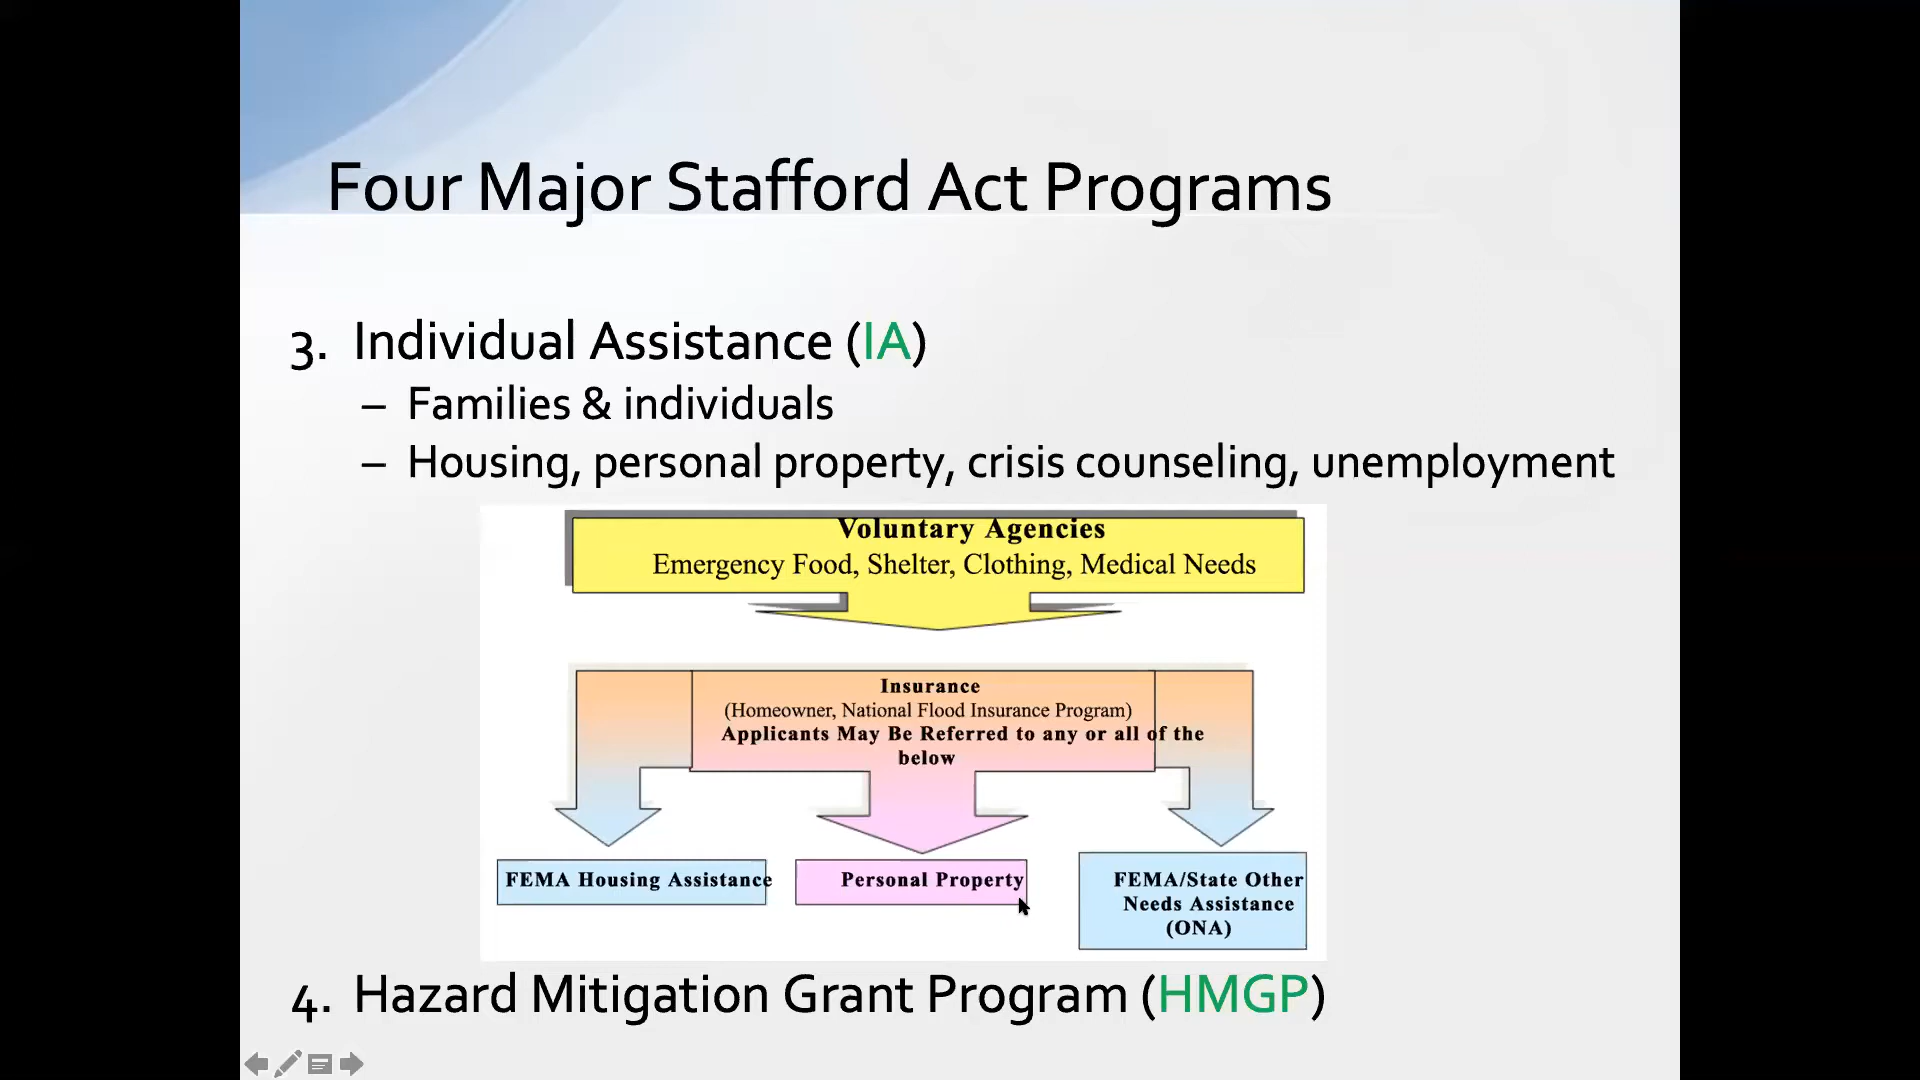 Four Major Stafford Act Programs
3. Individual Assistance (IA)
– Families & individuals
– Housing, personal property, crisis counseling, unemployment
Voluntary Agencies
Emergency Food, Shelter, Clothing, Medical Needs
Insurance
(Homeowner, National Flood Insurance Program)
Applicants May Be Referred to any or all of the
below
FEMA Housing Assistance
Personal Property
FEMA/State Other
Needs Assistance
(ONA)
4. Hazard Mitigation Grant Program (HMGP)